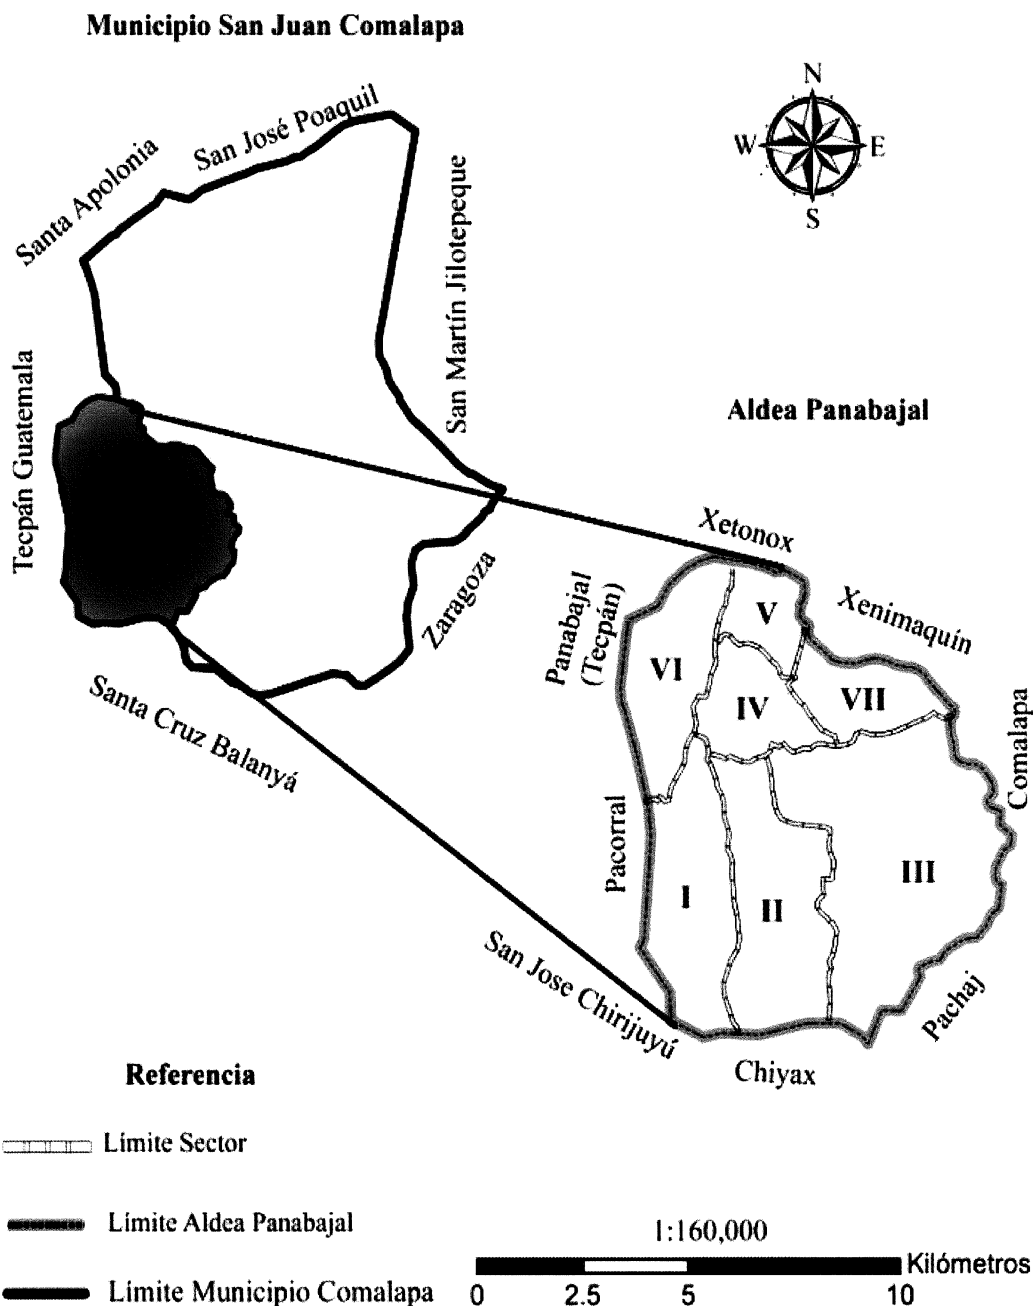 Municipio San Juan Comalapa
N
W
E
S
San José Poaquil
Santa Apolonia
San Martín Jilotepeque
Tecpán Guatemala
Zaragoza
Santa Cruz Balanyá
Aldea Panabajal
Xetonox
Panabajal
(Tecpán)
Xenimaquín
V
VI
IV
VII
Comalapa
Pacorral
I
II
III
San Jose Chirijuyú
Pachaj
Chiyax
Referencia
Límite Sector
Límite Aldea Panabajal
Límite Municipio Comalapa
1:160,000
Kilómetros
0 2.5 5 10